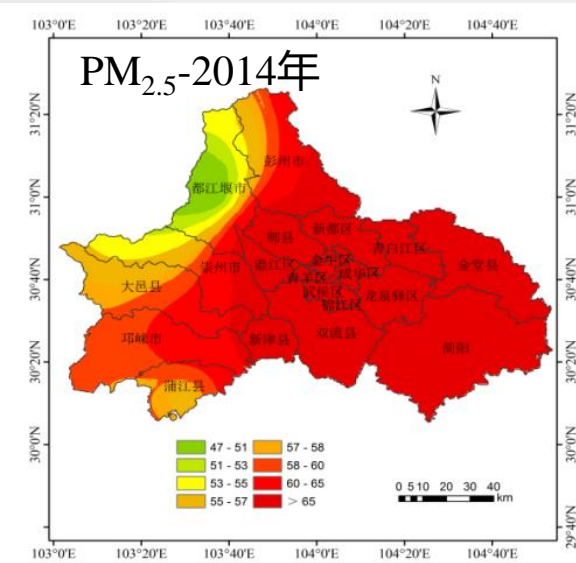 103°0'E 103°20'E 103°40'E 104°0'E 104°20'E 104°40'E
PM2.5-2014年
N
31°20'N 31°20'N
彭州市
31°0'N 31°0'N
都江堰市
郫县 新都区 青白江区
崇州市 温江区 金牛区 成华区 金堂县
30°40'N 30°40'N
大邑县 青羊区 武侯区 锦江区 龙泉驿区
邛崃市 新津县 双流县 简阳
30°20'N 30°20'N
蒲江县
30°0'N 30°0'N
47 - 51 57 - 58
51 - 53 58 - 60
53 - 55 60 - 65
55 - 57 > 65
0 5 10 20 30 40
km
29°40'N
103°0'E 103°20'E 103°40'E 104°0'E 104°20'E 104°40'E